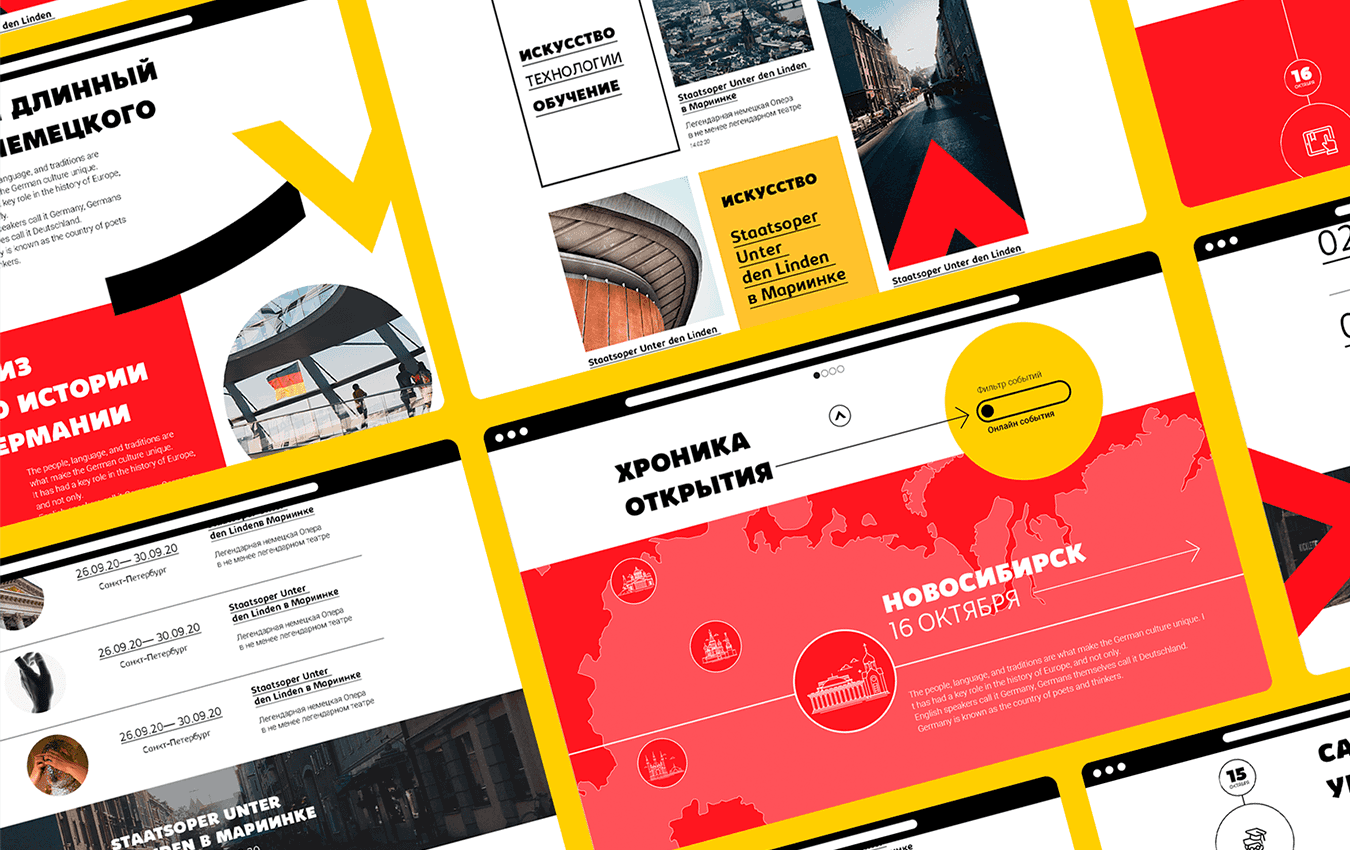 den Linden
ДЛИННЫЙ
НЕМЕЦКОГО
language, and traditions are
the German culture unique.
a key role in the history of Europe,
call it Germany, Germans
call it Deutschland.
is known as the country of poets
ИЗ
О ИСТОРИИ
ГЕРМАНИИ
The people, language, and traditions are
what make the German culture unique.
It has had a key role in the history of Europe,
and not only.
ИСКУССТВО
ТЕХНОЛОГИИ
ОБУЧЕНИЕ
Staatsoper Unter den Linden
в Мариинке
Легендарная немецкая Опера
в не менее легендарном театре
14.02.20
ИСКУССТВО
Staatsoper
Unter
den Linden
в Мариинке
Staatsoper Unter den Linden
Staatsoper Unter den Linden
16
ОКТЯБРЯ
02
Фильтр событий
Онлайн события
ХРОНИКА
ОТКРЫТИЯ
НОВОСИБИРСК
16 ОКТЯБРЯ
The people, language, and traditions are what make the German culture unique. I
t has had a key role in the history of Europe, and not only.
English speakers call it Germany, Germans themselves call it Deutschland.
Germany is known as the country of poets and thinkers.
26.09.20— 30.09.20
Санкт-Петербург
den Lindenв Мариинке
Легендарная немецкая Опера
в не менее легендарном театре
26.09.20— 30.09.20
Санкт-Петербург
Staatsoper Unter
den Linden в Мариинке
Легендарная немецкая Опера
в не менее легендарном театре
26.09.20— 30.09.20
Санкт-Петербург
Staatsoper Unter
den Linden в Мариинке
Легендарная немецкая Опера
в не менее легендарном театре
STAATSOPER UNTER
LINDEN В МАРИИНКЕ
15
ОКТЯБРЯ